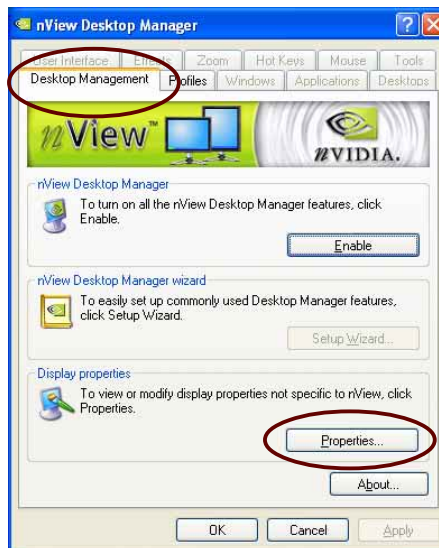 nView Desktop Manager
User Interface Effects Zoom Hot Keys Mouse Tools
Desktop Management Profiles Windows Applications Desktops
nView™ NVIDIA.
nView Desktop Manager
To turn on all the nView Desktop Manager features, click
Enable.
Enable
nView Desktop Manager wizard
To easily set up commonly used Desktop Manager features,
click Setup Wizard.
Setup Wizard...
Display properties
To view or modify display properties not specific to nView, click
Properties.
Properties...
About...
OK Cancel Apply